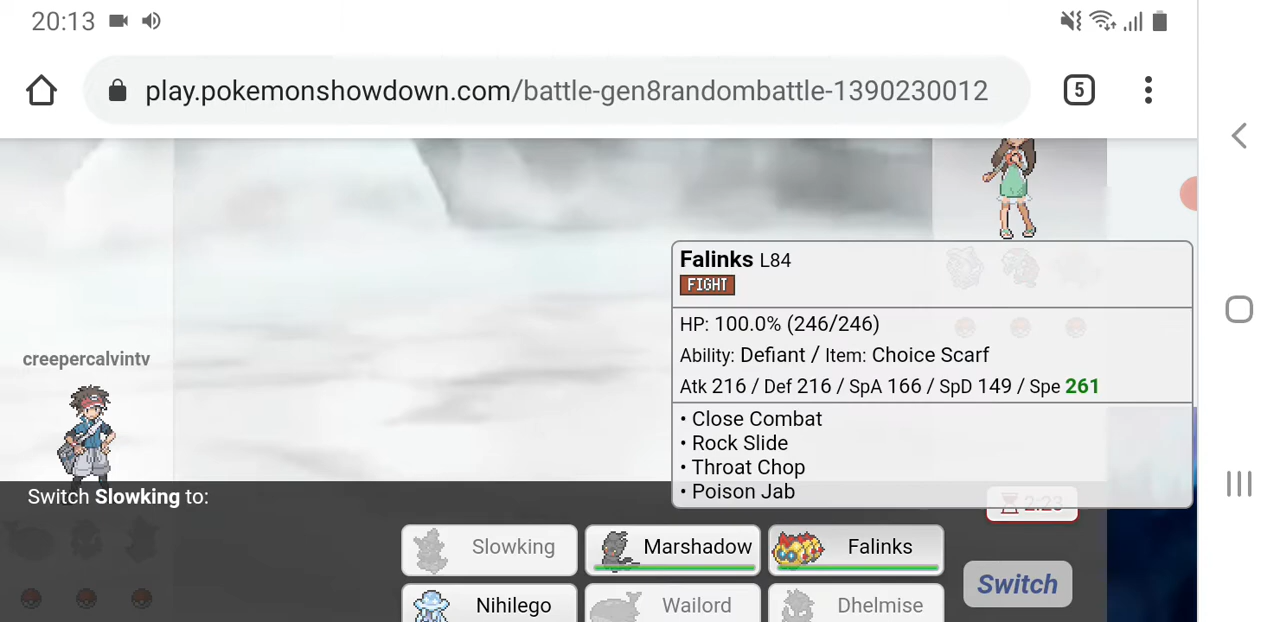 20:13
5
play.pokemonshowdown.com/battle-gen8randombattle-1390230012
Falinks L84
FIGHT
HP: 100.0% (246/246)
Ability: Defiant / Item: Choice Scarf
Atk 216 / Def 216 / SpA 166 / SpD 149 / Spe 261
• Close Combat
• Rock Slide
• Throat Chop
• Poison Jab
creepercalvintv
Switch Slowking to:
2:23
Slowking
Marshadow
Falinks
Nihilego
Wailord
Dhelmise
Switch